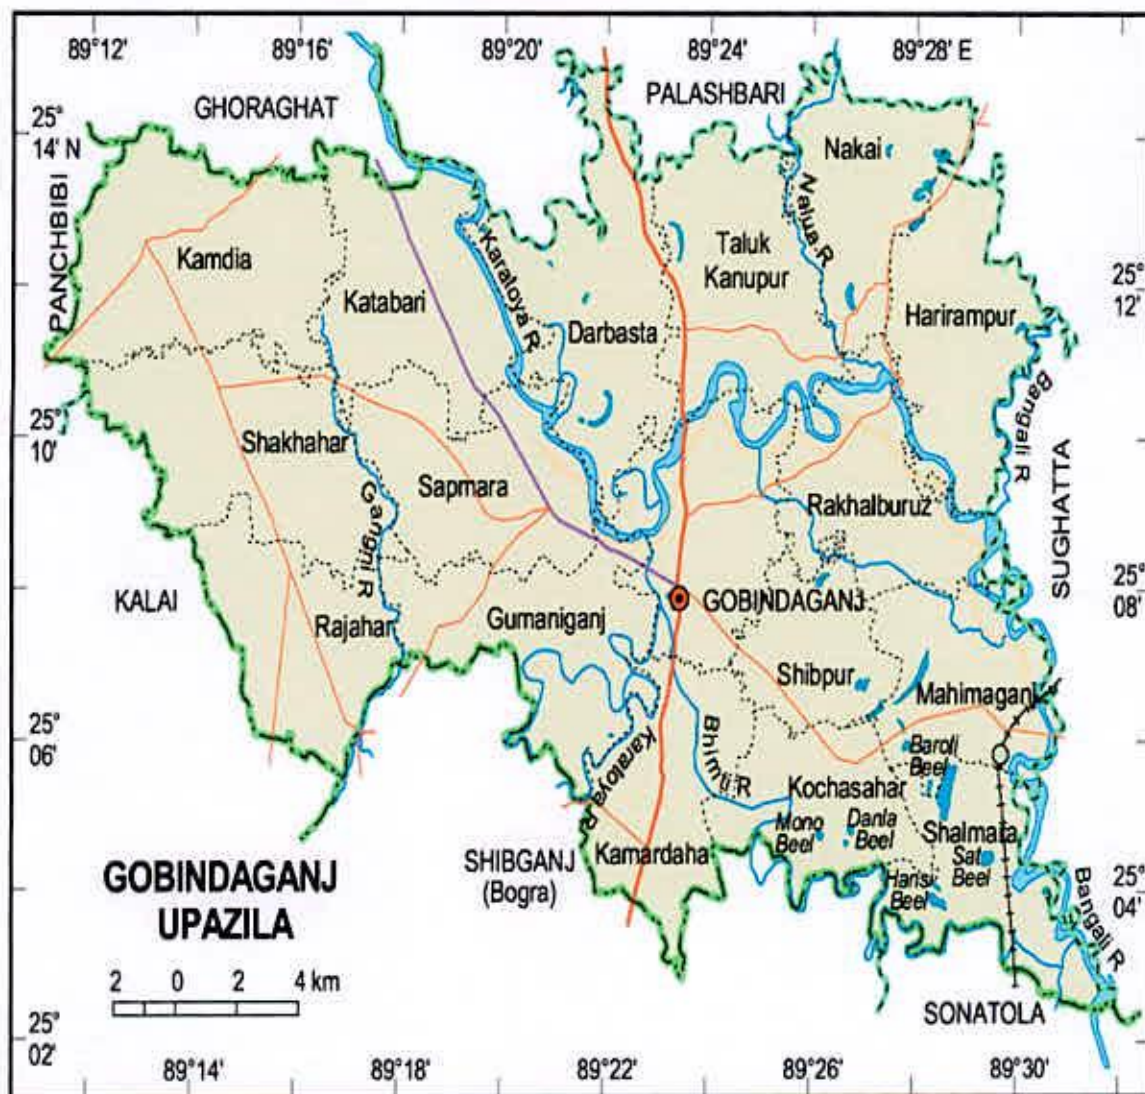 89°12'
89°16'
89°20'
89°24'
89°28' E
GHORAGHAT
PALASHBARI
25°
14' N
Nakai
PANCHBIBI
Nalua R
Kamdia
Karatoya R
Taluk
Kanupur
25°
12'
Katabari
Darbasta
Harirampur
Bangali R
25°
10'
Shakhahar
Sapmara
Gangni R
Rakhalburuz
SUGHATTA
KALAI
25°
08'
GOBINDAGANJ
Rajahar
Gumaniganj
Shibpur
Mahimaganj
25°
06'
Karatoya R
Bhimti R
Baroti
Beel
Kochasahar
Mono
Beel
Danla
Beel
Shalmara
Sat
Beel
SHIBGANJ
(Bogra)
Kamardaha
Harisi
Beel
25°
04'
Bangali R
GOBINDAGANJ
UPAZILA
2 0 2 4 km
SONATOLA
25°
02'
89°14'
89°18'
89°22'
89°26'
89°30'